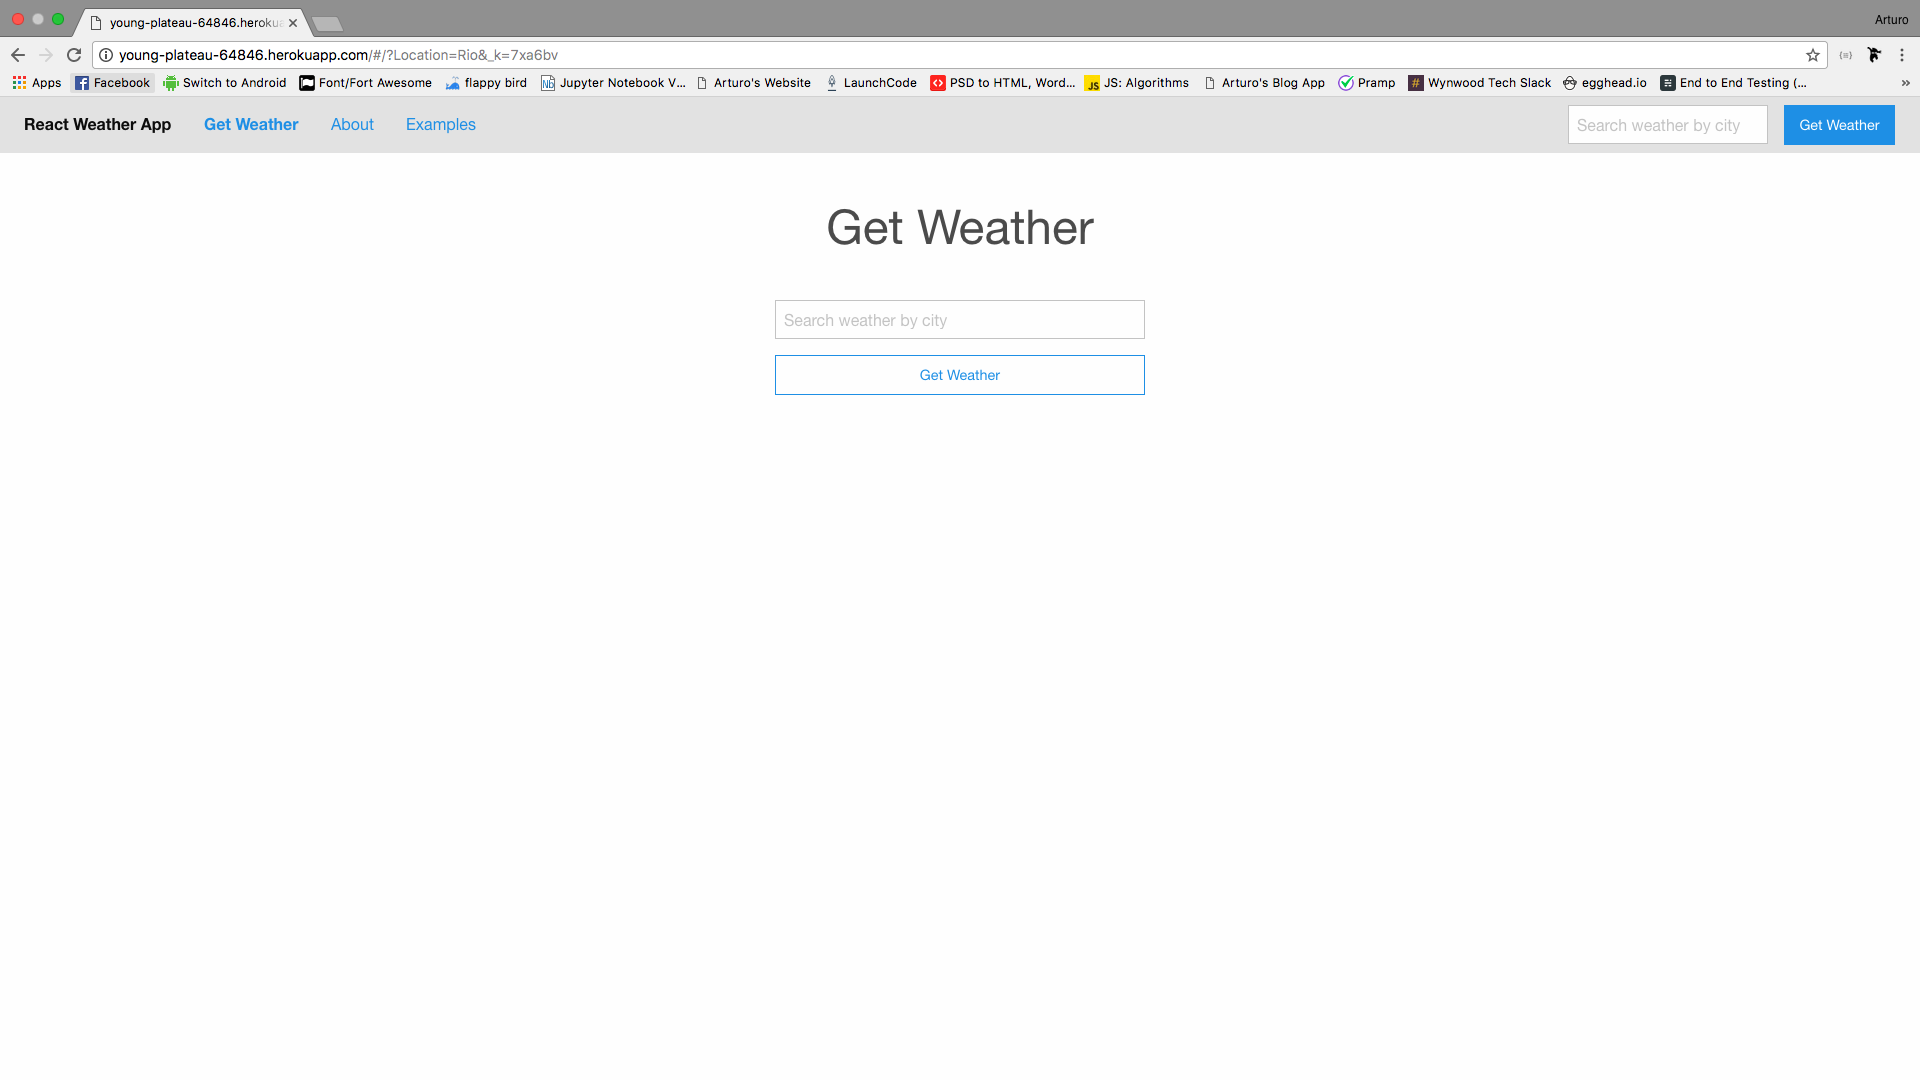 young-plateau-64846.heroku
Arturo
young-plateau-64846.herokuapp.com/#/?Location=Rio&_k=7xa6bv
Apps Facebook Switch to Android Font/Fort Awesome flappy bird Jupyter Notebook V... Arturo's Website LaunchCode PSD to HTML, Word... JS: Algorithms Arturo's Blog App Pramp Wynwood Tech Slack egghead.io End to End Testing (... »
React Weather App Get Weather About Examples Search weather by city Get Weather
Get Weather
Search weather by city
Get Weather